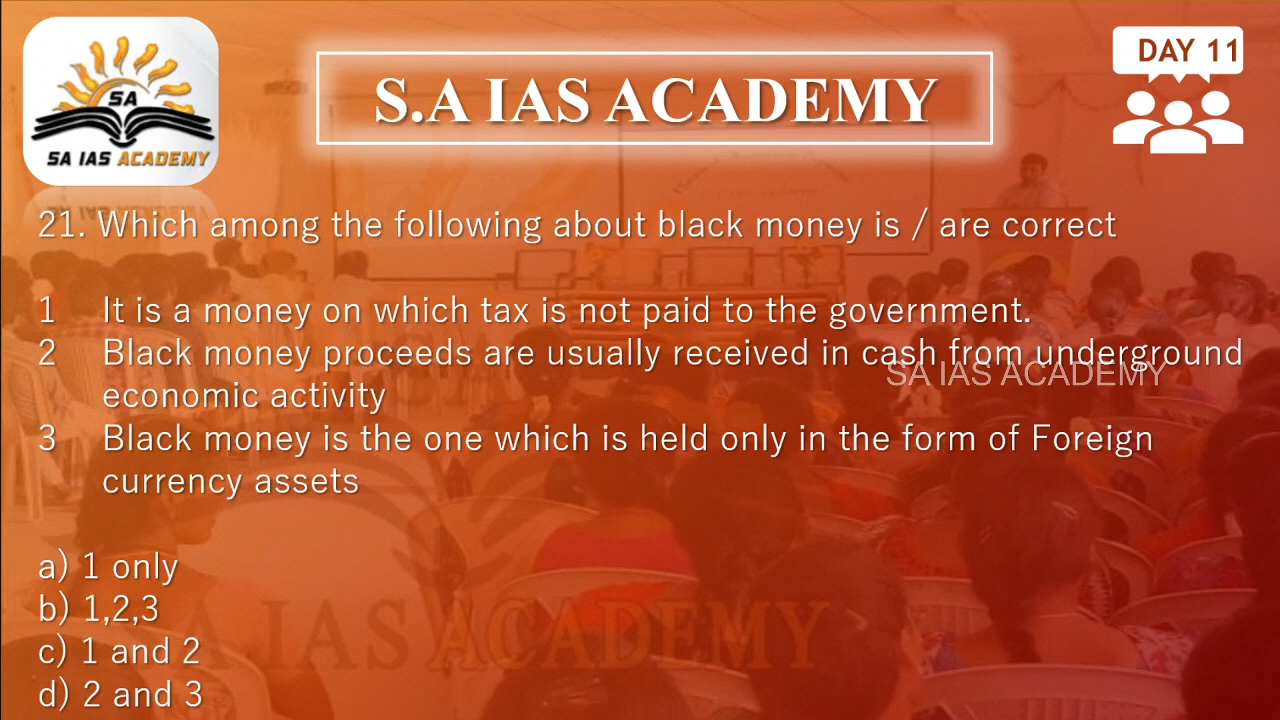 SA
SA IAS ACADEMY
S.A IAS ACADEMY
DAY 11
21. Which among the following about black money is / are correct
1 It is a money on which tax is not paid to the government.
2 Black money proceeds are usually received in cash from underground
economic activity
SA IAS ACADEMY
3 Black money is the one which is held only in the form of Foreign
currency assets
a) 1 only
b) 1,2,3
c) 1 and 2
d) 2 and 3
SA IAS ACADEMY